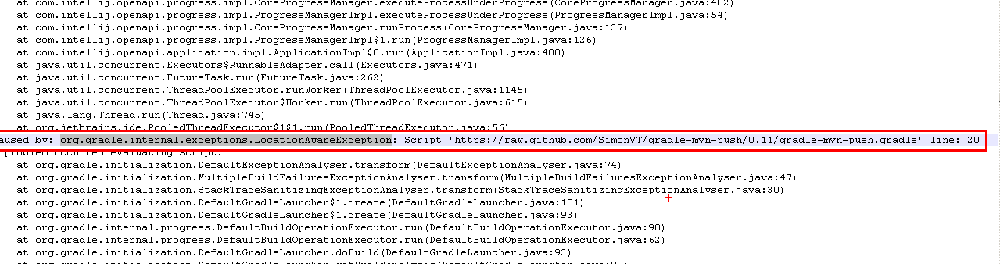 at com.intellij.openapi.progress.impl.CoreProgressManager.executeProcessUnderProgress(CoreProgressManager.java:402)
at com.intellij.openapi.progress.impl.ProgressManagerImpl.executeProcessUnderProgress(ProgressManagerImpl.java:54)
at com.intellij.openapi.progress.impl.CoreProgressManager.runProcess(CoreProgressManager.java:137)
at com.intellij.openapi.progress.impl.ProgressManagerImpl$1.run(ProgressManagerImpl.java:126)
at com.intellij.openapi.application.impl.ApplicationImpl$8.run(ApplicationImpl.java:400)
at java.util.concurrent.Executors$RunnableAdapter.call(Executors.java:471)
at java.util.concurrent.FutureTask.run(FutureTask.java:262)
at java.util.concurrent.ThreadPoolExecutor.runWorker(ThreadPoolExecutor.java:1145)
at java.util.concurrent.ThreadPoolExecutor$Worker.run(ThreadPoolExecutor.java:615)
at java.lang.Thread.run(Thread.java:745)
at org.jetbrains.ide.PooledThreadExecutor$1$1.run(PooledThreadExecutor.java:56)
aused by: org.gradle.internal.exceptions.LocationAwareException: Script 'https://raw.github.com/SimonVT/gradle-mvn-push/0.11/gradle-mvn-push.gradle' line: 20
problem occurred evaluating script.
at org.gradle.initialization.DefaultExceptionAnalyser.transform(DefaultExceptionAnalyser.java:74)
at org.gradle.initialization.MultipleBuildFailuresExceptionAnalyser.transform(MultipleBuildFailuresExceptionAnalyser.java:47)
at org.gradle.initialization.StackTraceSanitizingExceptionAnalyser.transform(StackTraceSanitizingExceptionAnalyser.java:30)
at org.gradle.initialization.DefaultGradleLauncher$1.create(DefaultGradleLauncher.java:101)
at org.gradle.initialization.DefaultGradleLauncher$1.create(DefaultGradleLauncher.java:93)
at org.gradle.internal.progress.DefaultBuildOperationExecutor.run(DefaultBuildOperationExecutor.java:90)
at org.gradle.internal.progress.DefaultBuildOperationExecutor.run(DefaultBuildOperationExecutor.java:62)
at org.gradle.initialization.DefaultGradleLauncher.doBuild(DefaultGradleLauncher.java:93)